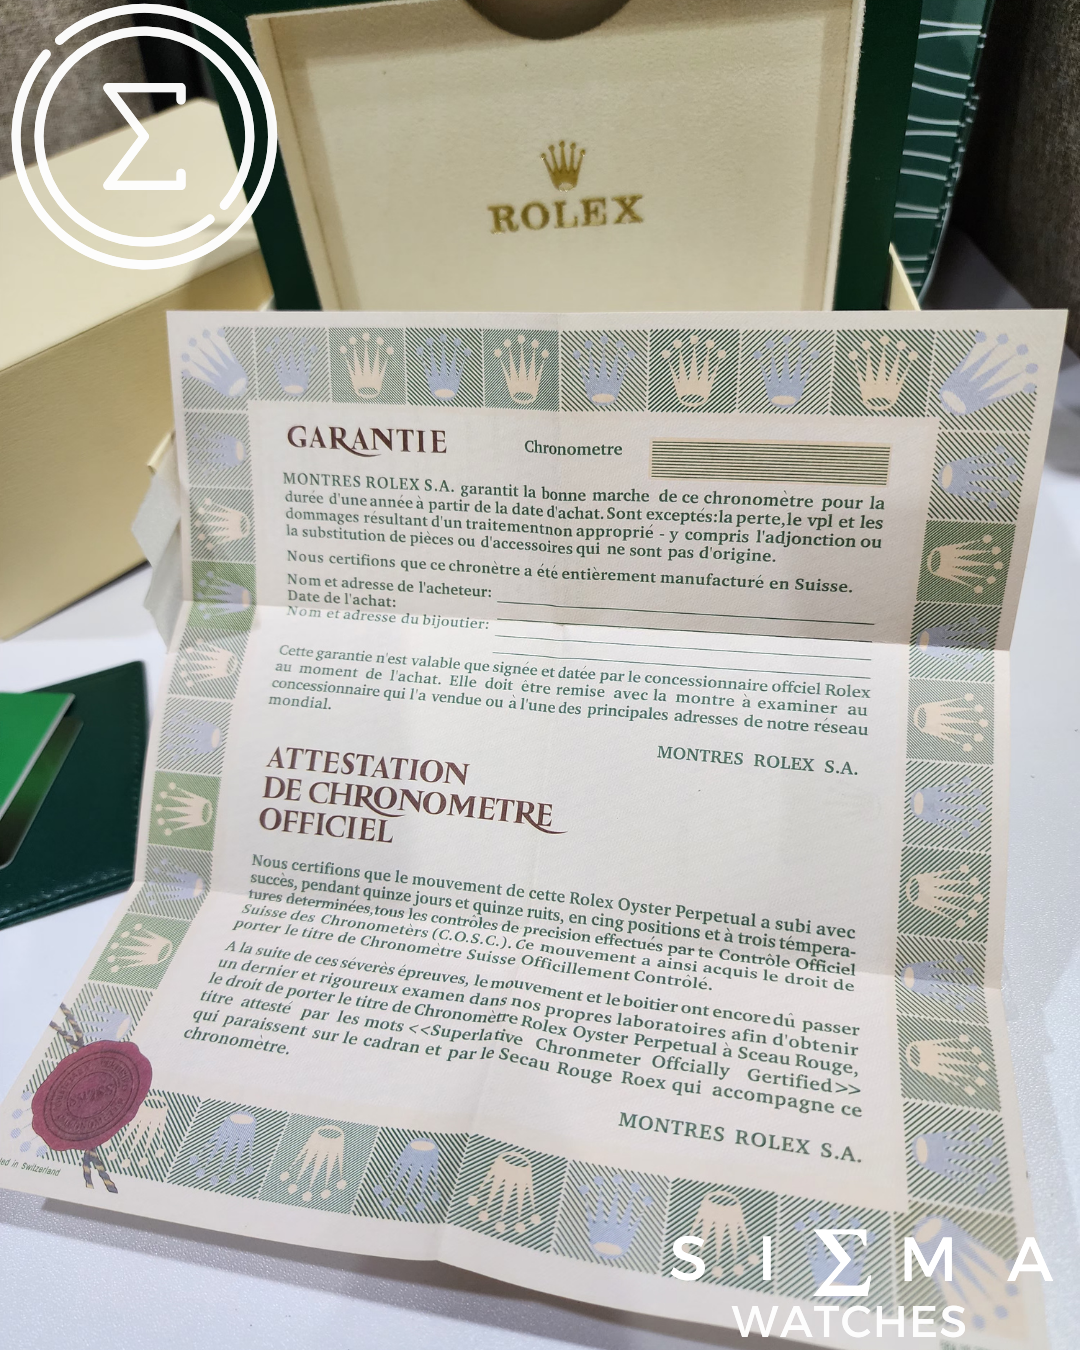 Σ
ROLEX
GARANTIE
Chronometre
MONTRES ROLEX S.A. garantit la bonne marche de ce chronomètre pour la
durée d'une année à partir de la date d'achat. Sont exceptés:la perte,le vpl et les
dommages résultant d'un traitementnon approprié - y compris l'adjonction ou
la substitution de pièces ou d'accessoires qui ne sont pas d'origine.
Nous certifions que ce chronètre a été entièrement manufacturé en Suisse.
Nom et adresse de l'acheteur:
Date de l'achat:
Nom et adresse du bijoutier:
Cette garantie n'est valable que signée et datée par le concessionnaire offciel Rolex
au moment de l'achat. Elle doit étre remise avec la montre à examiner au
concessionnaire qui l'a vendue ou à l'une des principales adresses de notre réseau
mondial.
MONTRES ROLEX S.A.
ATTESTATION
DE CHRONOMETRE
OFFICIEL
Nous certifions que le mouvement de cette Rolex Oyster Perpetual a subi avec
succès, pendant quinze jours et quinze ruits, en cinq positions et à trois témpera-
tures determinées,tous les contrôles de precision effectués par te Contrôle Officiel
Suisse des Chronometèrs (C.O.S.C.). Ce mouvement a ainsi acquis le droit de
porter le titre de Chronomètre Suisse Officillement Contrôlé.
A la suite de ces séverès épreuves, le mouvement et le boitier ont encore dû passer
un dernier et rigoureux examen dans nos propres laboratoires afin d'obtenir
le droit de porter le titre de Chronomètre Rolex Oyster Perpetual à Sceau Rouge,
titre attesté par les mots <<Superlative Chronmeter Offcially Gertified>>
qui paraissent sur le cadran et par le Secau Rouge Roex qui accompagne ce
chronomètre.
MONTRES ROLEX S.A.
in Switzerland
SIΣMA
WATCHES